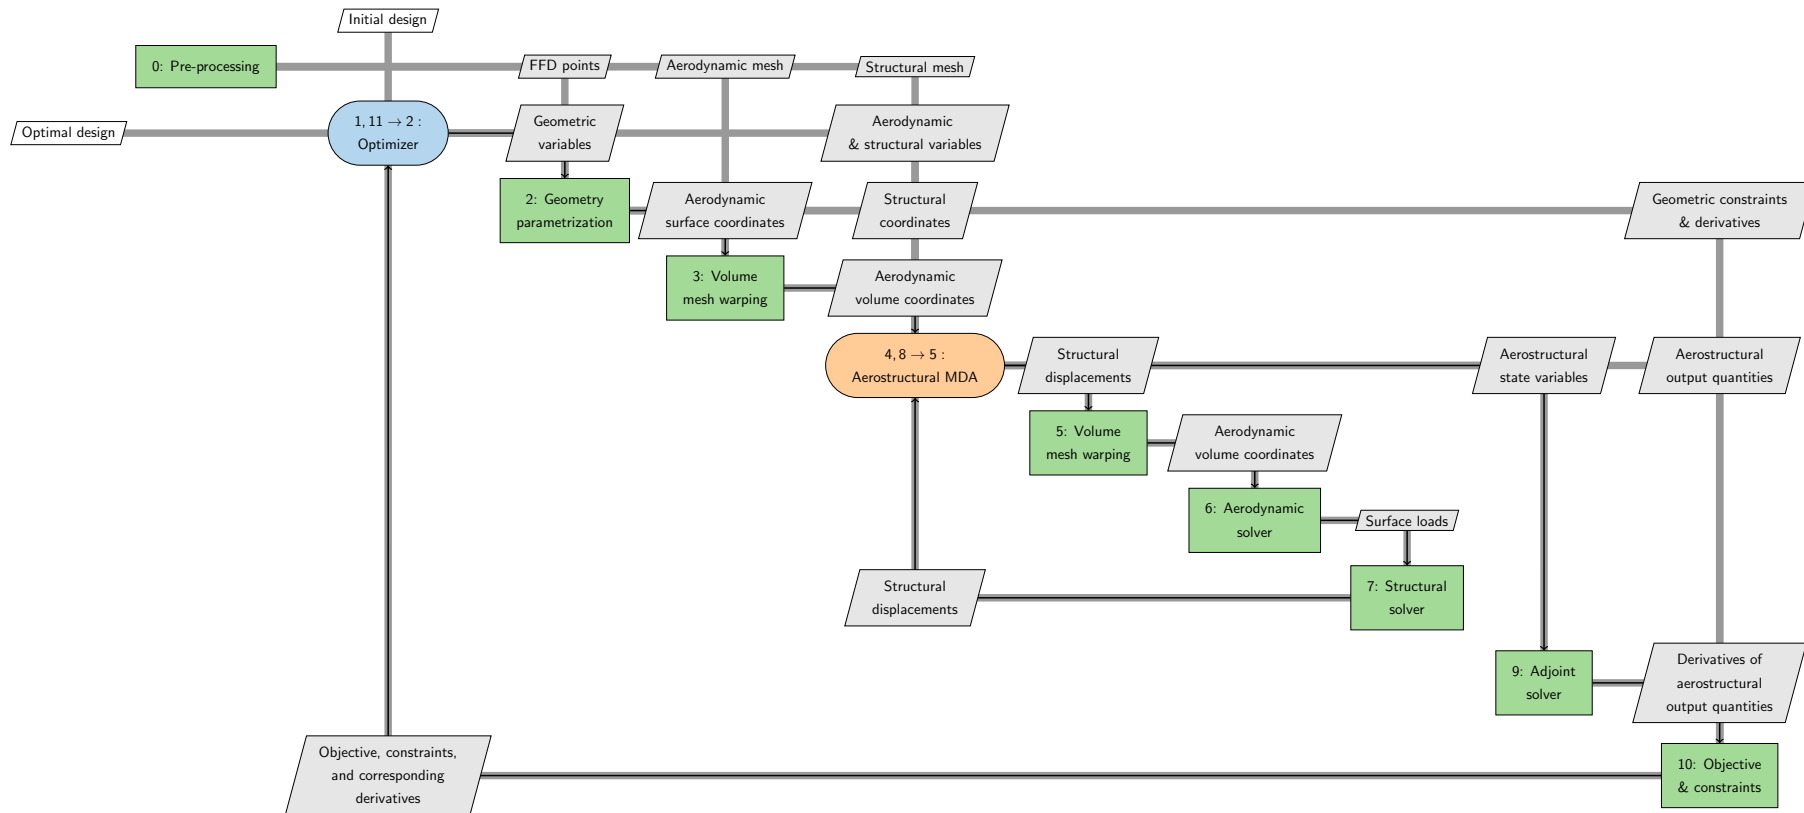 Initial design
0: Pre-processing
FFD points
Aerodynamic mesh
Structural mesh
Optimal design
1, 11 → 2 :
Optimizer
Geometric
variables
Aerodynamic
& structural variables
2: Geometry
parametrization
Aerodynamic
surface coordinates
Structural
coordinates
Geometric constraints
& derivatives
3: Volume
mesh warping
Aerodynamic
volume coordinates
4, 8 → 5 :
Aerostructural MDA
Structural
displacements
Aerostructural
state variables
Aerostructural
output quantities
5: Volume
mesh warping
Aerodynamic
volume coordinates
6: Aerodynamic
solver
Surface loads
Structural
displacements
7: Structural
solver
9: Adjoint
solver
Derivatives of
aerostructural
output quantities
Objective, constraints,
and corresponding
derivatives
10: Objective
& constraints